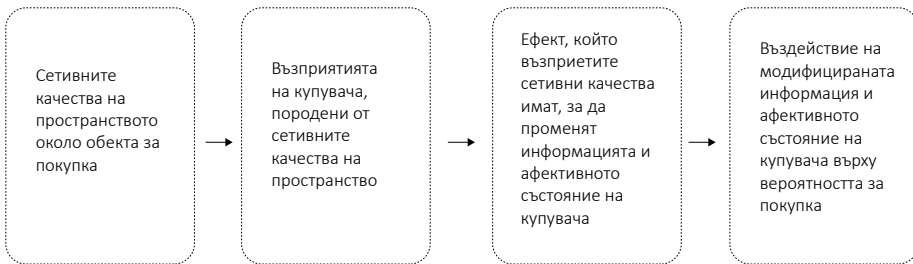 Сетивните
качества на
пространството
около обекта за
покупка
Възприятията
на купувача,
породени от
сетивните
качества на
пространство
Ефект, който
възприетите
сетивни качества
имат, за да
променят
информацията и
афективното
състояние на
купувача
Въздействие на
модифицираната
информация и
афективното
състояние на
купувача върху
вероятността за
покупка